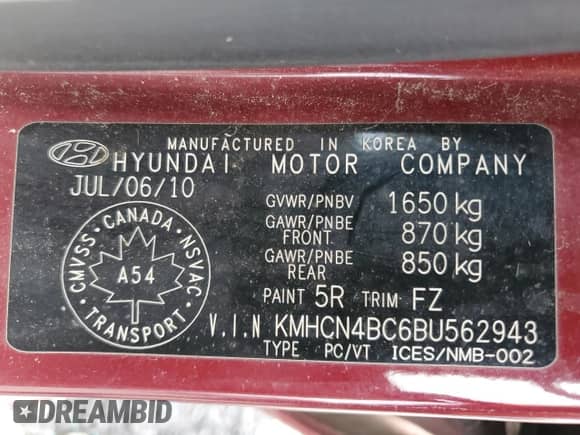 MANUFACTURED IN KOREA BY
HYUNDAI MOTOR COMPANY
JUL/06/10
GVWR/PNBV 1650 kg
GAWR/PNBE FRONT 870 kg
GAWR/PNBE REAR 850 kg
CANADA
CMVSS · NSVAC
A54
TRANSPORT
PAINT 5R TRIM FZ
V.I.N KMHCN4BC6BU562943
TYPE PC/VT ICES/NMB-002
DREAMBID